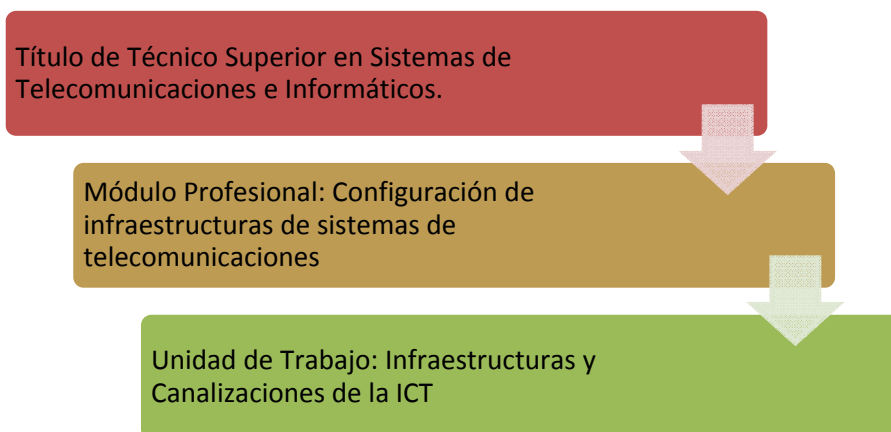 Título de Técnico Superior en Sistemas de
Telecomunicaciones e Informáticos.
Módulo Profesional: Configuración de
infraestructuras de sistemas de
telecomunicaciones
Unidad de Trabajo: Infraestructuras y
Canalizaciones de la ICT